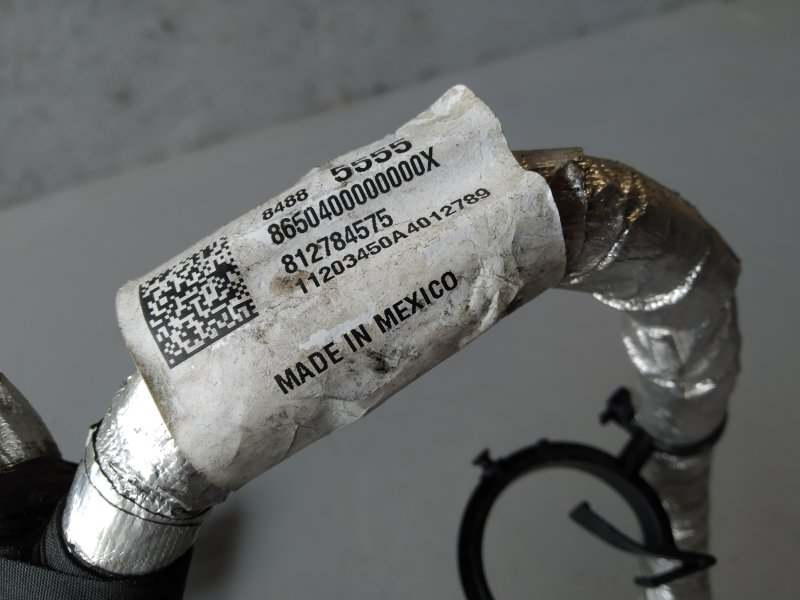 8488 5555
8650400000000X
812784575
11203450A4012789
MADE IN MEXICO